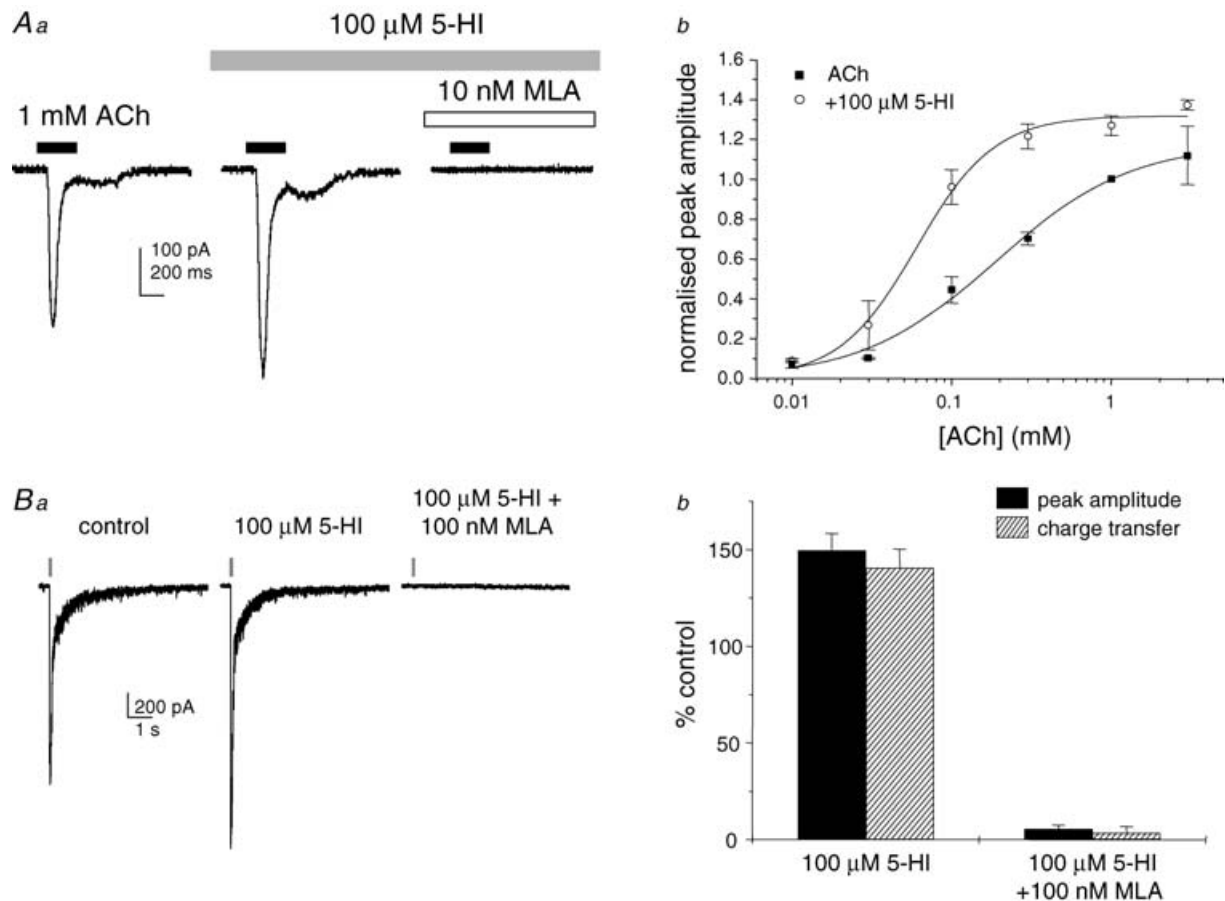 Aa
100 μM 5-HI
10 nM MLA
1 mM ACh
100 pA
200 ms
b
ACh
+100 μM 5-HI
normalised peak amplitude
1.6
1.4
1.2
1.0
0.8
0.6
0.4
0.2
0.0
0.01
0.1
1
[ACh] (mM)
Ba
control
100 μM 5-HI
100 μM 5-HI +
100 nM MLA
200 pA
1 s
b
peak amplitude
charge transfer
% control
150
100
50
0
100 μM 5-HI
100 μM 5-HI
+100 nM MLA